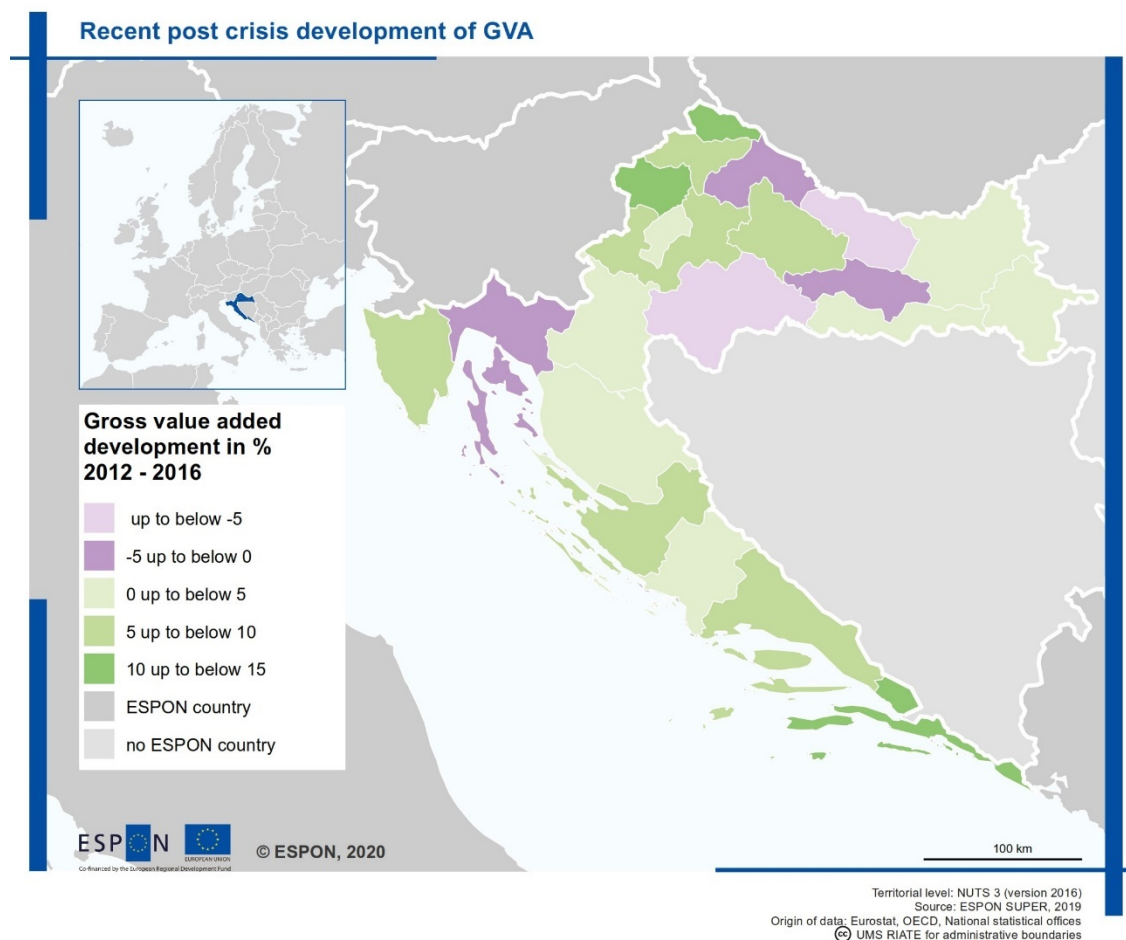 Recent post crisis development of GVA
Gross value added
development in %
2012 - 2016
up to below -5
-5 up to below 0
0 up to below 5
5 up to below 10
10 up to below 15
ESPON country
no ESPON country
ESPON
EUROPEAN UNION
Co-financed by the European Regional Development Fund
© ESPON, 2020
100 km
Territorial level: NUTS 3 (version 2016)
Source: ESPON SUPER, 2019
Origin of data: Eurostat, OECD, National statistical offices
cc UMS RIATE for administrative boundaries